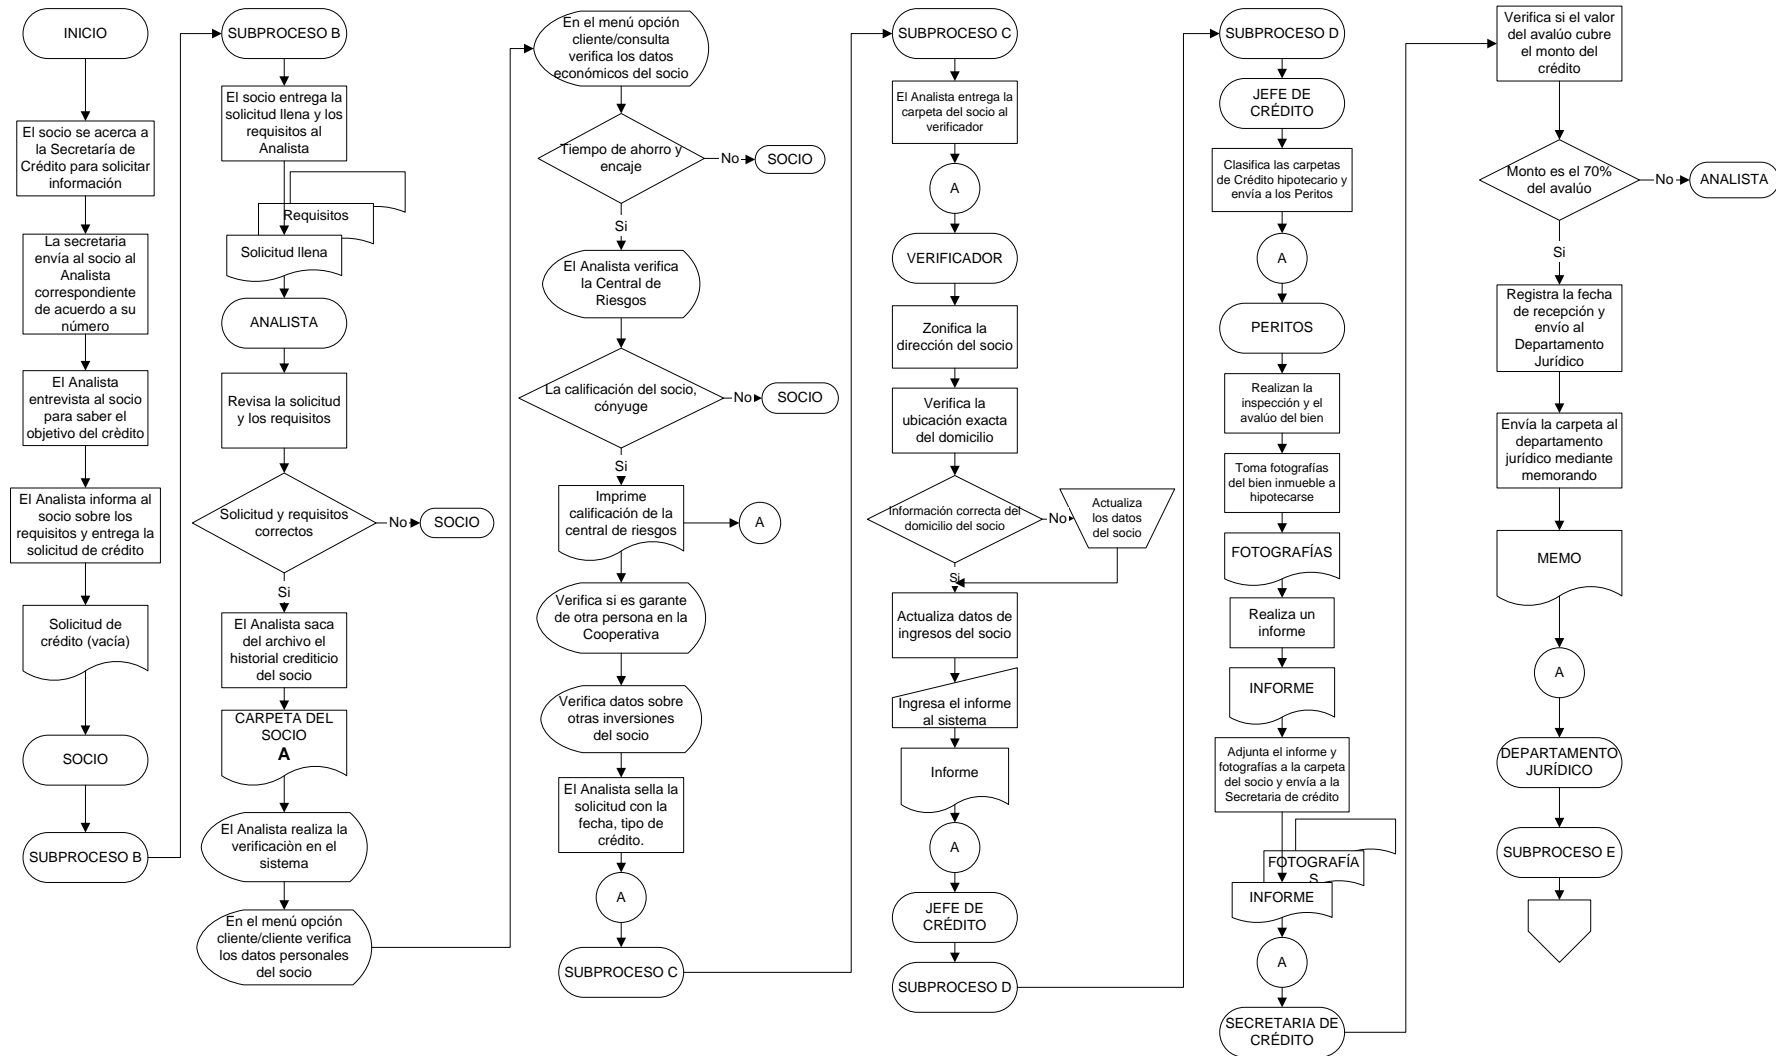 INICIO
El socio se acerca a
la Secretaría de
Crédito para solicitar
información
La secretaria
envía al socio al
Analista
correspondiente
de acuerdo a su
número
El Analista
entrevista al socio
para saber el
objetivo del crèdito
El Analista informa al
socio sobre los
requisitos y entrega la
solicitud de crédito
Solicitud de
crédito (vacía)
SOCIO
SUBPROCESO B
SUBPROCESO B
El socio entrega la
solicitud llena y los
requisitos al
Analista
Requisitos
Solicitud llena
ANALISTA
Revisa la solicitud
y los requisitos
Solicitud y requisitos
correctos
No
SOCIO
Si
El Analista saca
del archivo el
historial crediticio
del socio
CARPETA DEL
SOCIO
A
El Analista realiza la
verificaciòn en el
sistema
En el menú opción
cliente/cliente verifica
los datos personales
del socio
En el menú opción
cliente/consulta
verifica los datos
económicos del socio
Tiempo de ahorro y
encaje
No
SOCIO
Si
El Analista verifica
la Central de
Riesgos
La calificación del socio,
cónyuge
No
SOCIO
Si
Imprime
calificación de la
central de riesgos
A
Verifica si es garante
de otra persona en la
Cooperativa
Verifica datos sobre
otras inversiones
del socio
El Analista sella la
solicitud con la
fecha, tipo de
crédito.
A
SUBPROCESO C
SUBPROCESO C
El Analista entrega la
carpeta del socio al
verificador
A
VERIFICADOR
Zonifica la
dirección del socio
Verifica la
ubicación exacta
del domicilio
Información correcta del
domicilio del socio
No
Actualiza
los datos
del socio
Si
Actualiza datos de
ingresos del socio
Ingresa el informe
al sistema
Informe
A
JEFE DE
CRÉDITO
SUBPROCESO D
SUBPROCESO D
JEFE DE
CRÉDITO
Clasifica las carpetas
de Crédito hipotecario y
envía a los Peritos
A
PERITOS
Realizan la
inspección y el
avalúo del bien
Toma fotografías
del bien inmueble a
hipotecarse
FOTOGRAFÍAS
Realiza un
informe
INFORME
Adjunta el informe y
fotografías a la carpeta
del socio y envía a la
Secretaria de crédito
FOTOGRAFÍA
S
INFORME
A
SECRETARIA DE
CRÉDITO
Verifica si el valor
del avalúo cubre
el monto del
crédito
Monto es el 70%
del avalúo
No
ANALISTA
Si
Registra la fecha
de recepción y
envío al
Departamento
Jurídico
Envía la carpeta al
departamento
jurídico mediante
memorando
MEMO
A
DEPARTAMENTO
JURÍDICO
SUBPROCESO E